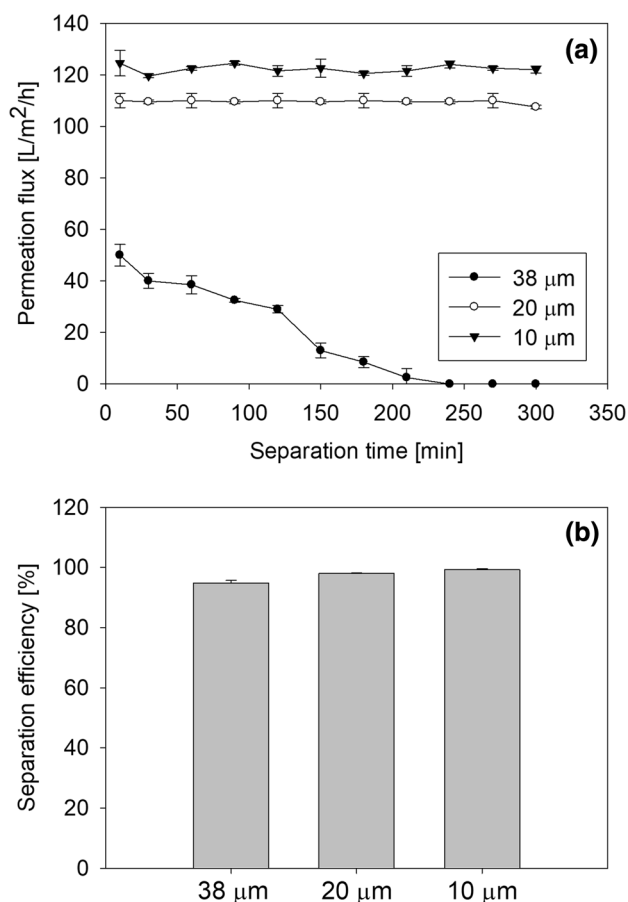 (a)
Permeation flux [L/m²/h]
140
120
100
80
60
40
20
0
38 μm
20 μm
10 μm
0 50 100 150 200 250 300 350
Separation time [min]
(b)
Separation efficiency [%]
120
100
80
60
40
20
0
38 μm 20 μm 10 μm